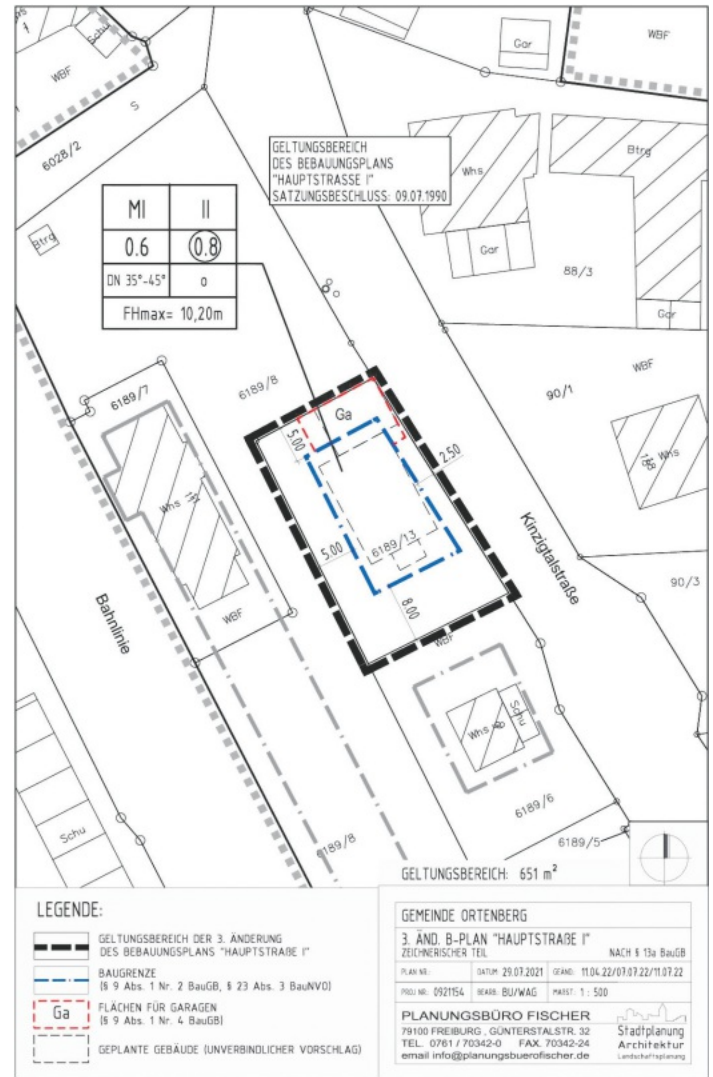 Schu
WBF
S
6028/2
Btrg
Gar
WBF
GELTUNGSBEREICH
DES BEBAUUNGSPLANS
"HAUPTSTRASSE I"
SATZUNGSBESCHLUSS: 09.07.1990
Whs
Btrg
Gar
88/3
Gar
MI II
0.6 0.8
DN 35°-45° o
FHmax= 10,20m
6189/7
6189/8
WBF
90/1
Ga
5.00
2.50
Whs
Whs
5.00
6189/13
8.00
Kinzigtalstraße
90/3
Bahnlinie
WBF
WBF
Whs
Schu
Schu
6189/8
6189/6
6189/5
GELTUNGSBEREICH: 651 m²
LEGENDE:
GELTUNGSBEREICH DER 3. ÄNDERUNG
DES BEBAUUNGSPLANS "HAUPTSTRAßE I"
BAUGRENZE
(§ 9 Abs. 1 Nr. 2 BauGB, § 23 Abs. 3 BauNVO)
Ga
FLÄCHEN FÜR GARAGEN
(§ 9 Abs. 1 Nr. 4 BauGB)
GEPLANTE GEBÄUDE (UNVERBINDLICHER VORSCHLAG)
GEMEINDE ORTENBERG
3. ÄND. B-PLAN "HAUPTSTRAßE I"
ZEICHNERISCHER TEIL NACH § 13a BauGB
PLAN NR: DATUM: 29.07.2021 GEÄND: 11.04.22/07.07.22/11.07.22
PROJ NR: 0921154 BEARB: BU/WAG MAßST. 1 : 500
PLANUNGSBÜRO FISCHER
79100 FREIBURG , GÜNTERSTALSTR. 32
TEL. 0761 / 70342-0 FAX. 70342-24
email info@planungsbuerofischer.de
Stadtplanung
Architektur
Landschaftsplanung